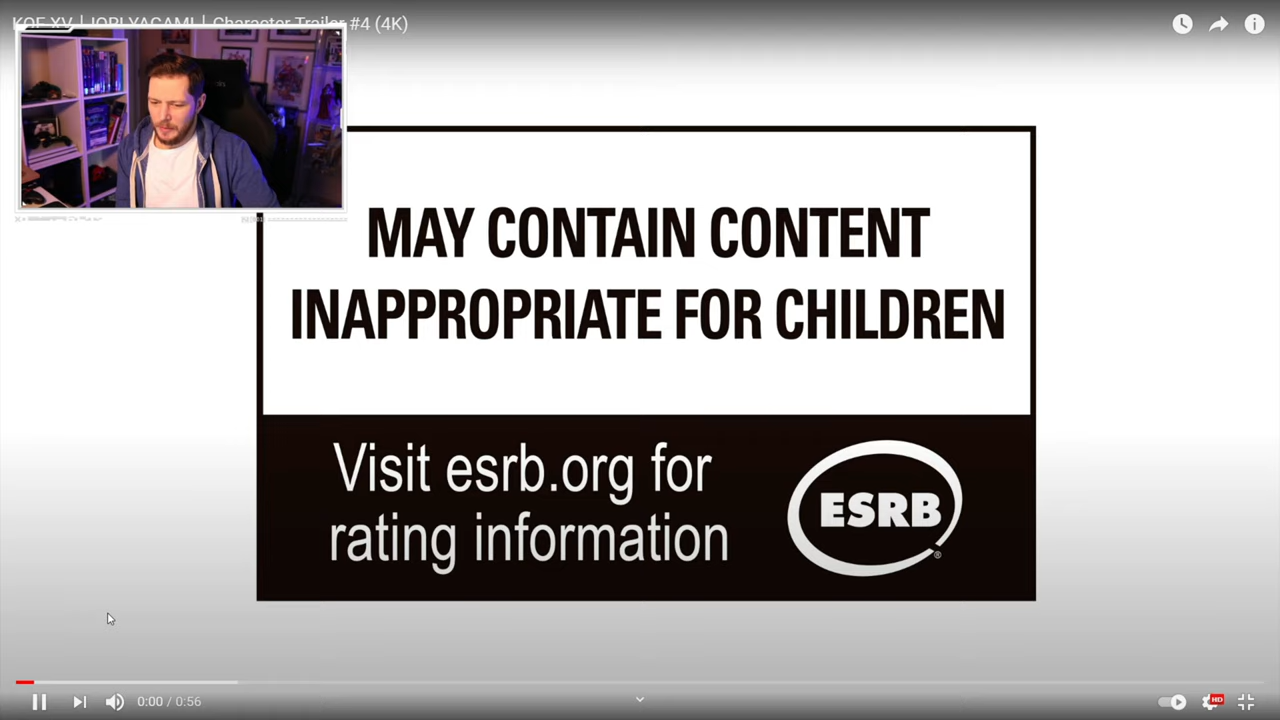 KOF XV | IORI YAGAMI | Character Trailer #4 (4K)
MAY CONTAIN CONTENT
INAPPROPRIATE FOR CHILDREN
Visit esrb.org for
rating information
ESRB
®
0:00 / 0:56
HD